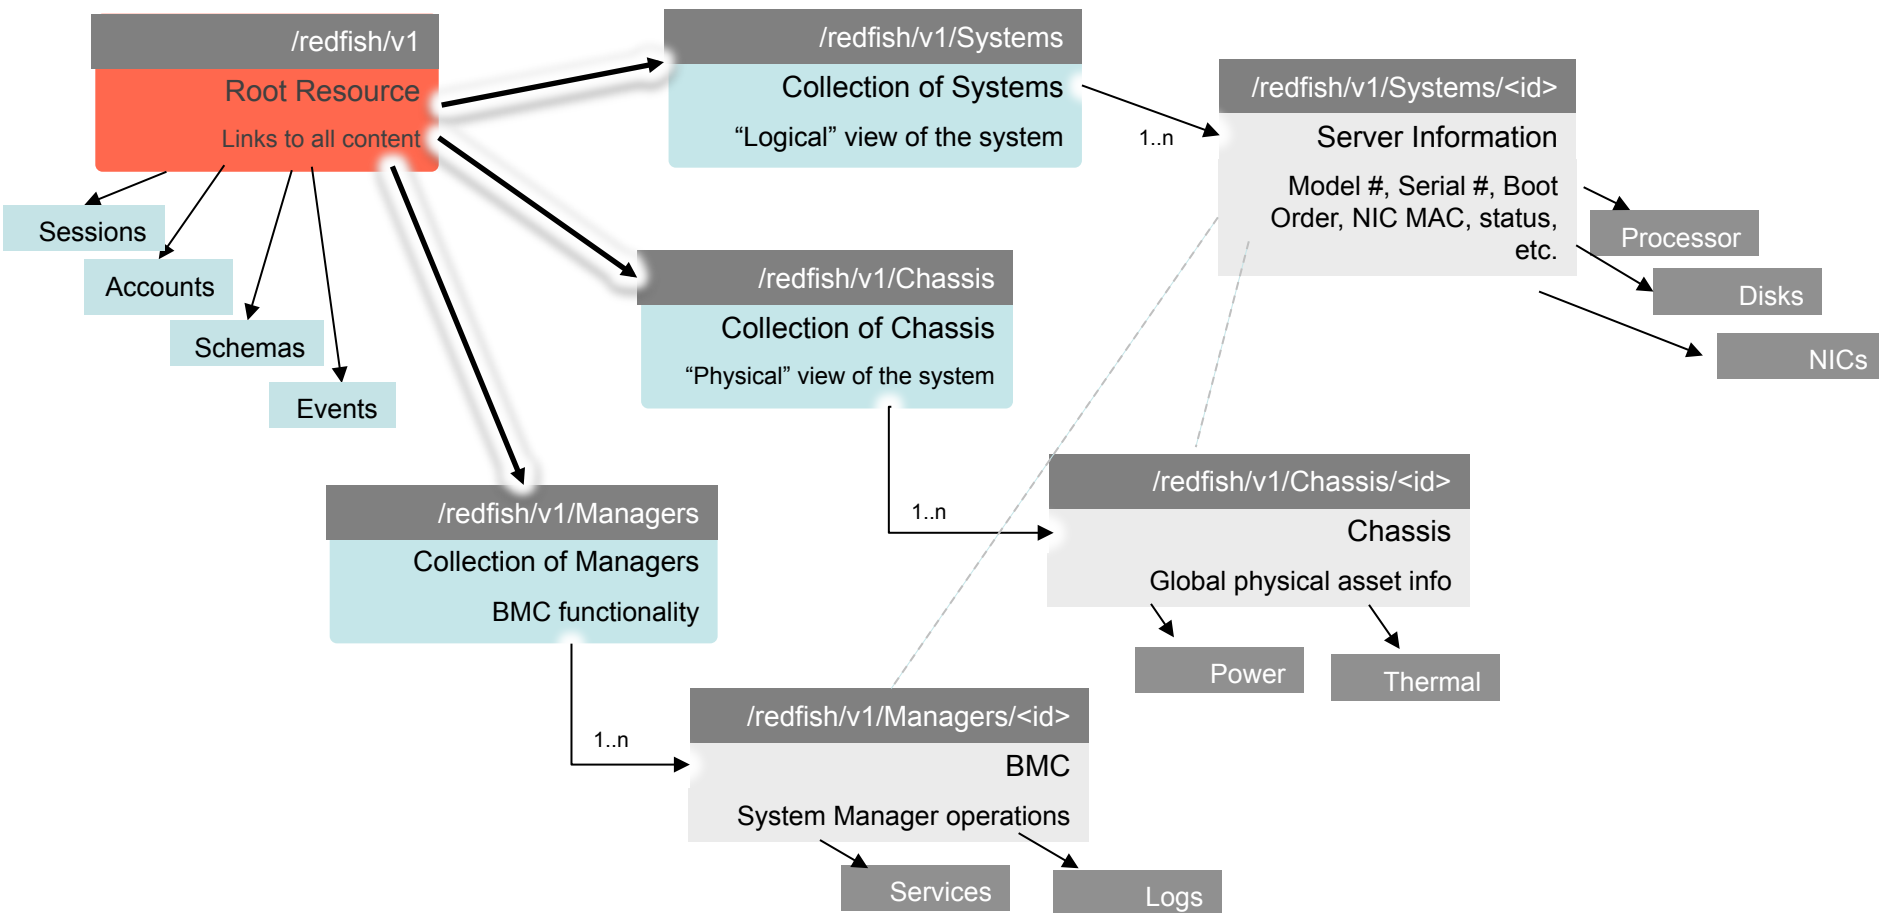 /redfish/v1
Root Resource
Links to all content
Sessions
Accounts
Schemas
Events
/redfish/v1/Systems
Collection of Systems
“Logical” view of the system
1..n
/redfish/v1/Systems/<id>
Server Information
Model #, Serial #, Boot
Order, NIC MAC, status,
etc.
Processor
Disks
NICs
/redfish/v1/Chassis
Collection of Chassis
“Physical” view of the system
1..n
/redfish/v1/Chassis/<id>
Chassis
Global physical asset info
Power
Thermal
/redfish/v1/Managers
Collection of Managers
BMC functionality
1..n
/redfish/v1/Managers/<id>
BMC
System Manager operations
Services
Logs